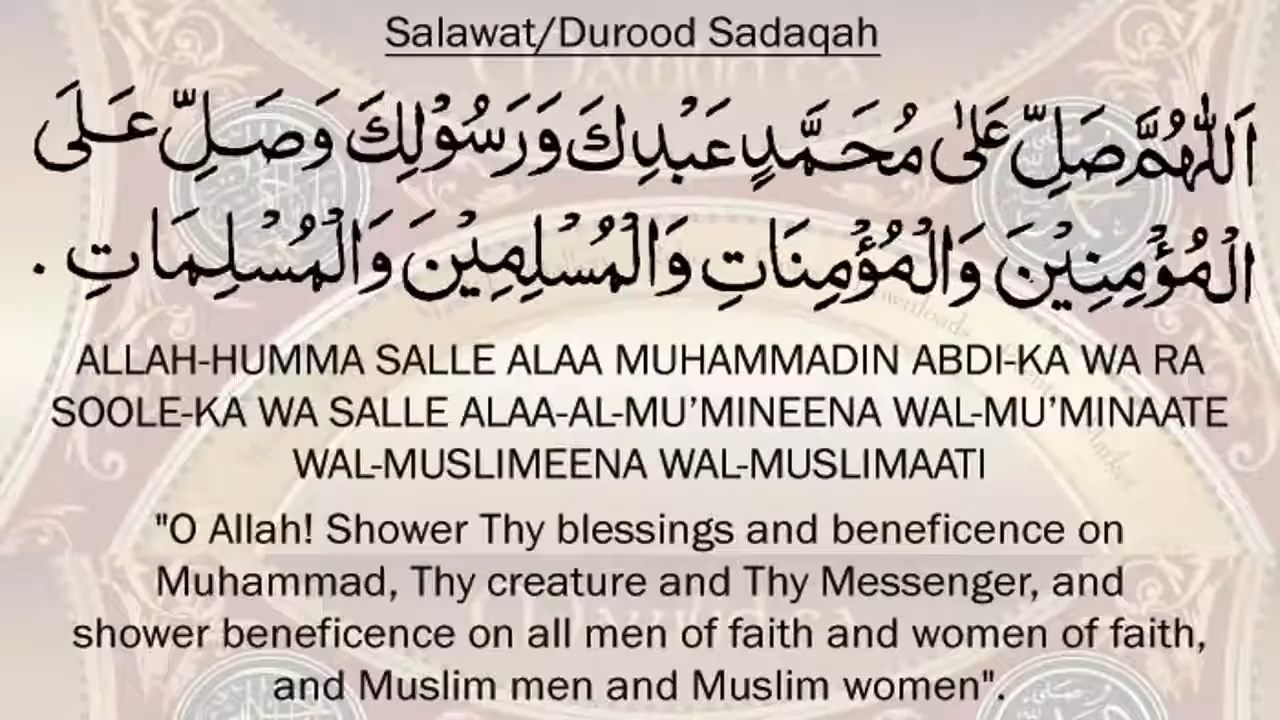 Salawat/Durood Sadaqah
اَللّٰهُمَّ صَلِّ عَلٰى مُحَمَّدٍ عَبْدِكَ وَرَسُوْلِكَ وَصَلِّ عَلَى
الْمُؤْمِنِيْنَ وَالْمُؤْمِنَاتِ وَالْمُسْلِمِيْنَ وَالْمُسْلِمَاتِ .
ALLAH-HUMMA SALLE ALAA MUHAMMADIN ABDI-KA WA RA
SOOLE-KA WA SALLE ALAA-AL-MU’MINEENA WAL-MU’MINAATE
WAL-MUSLIMEENA WAL-MUSLIMAATI
"O Allah! Shower Thy blessings and beneficence on
Muhammad, Thy creature and Thy Messenger, and
shower beneficence on all men of faith and women of faith,
and Muslim men and Muslim women".